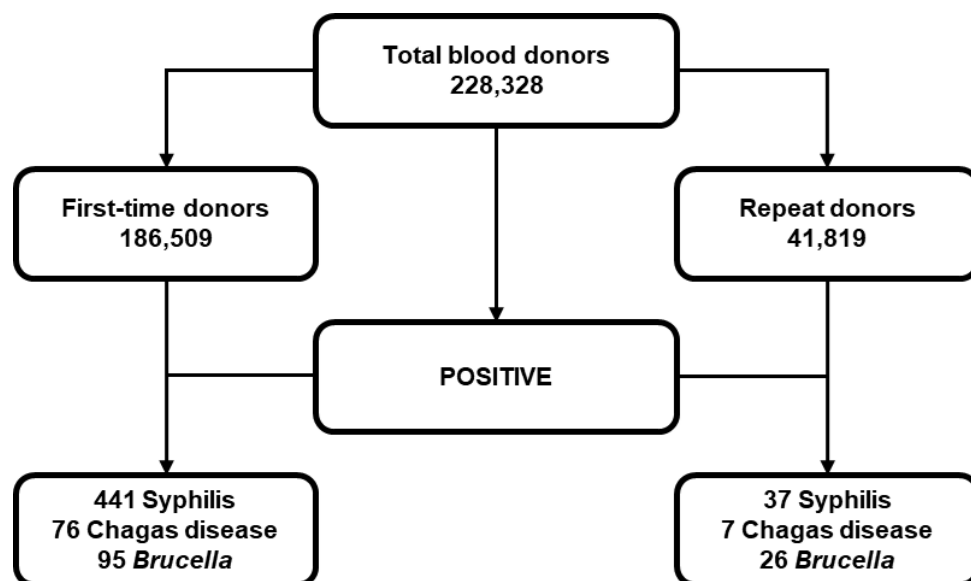 Total blood donors
228,328
First-time donors
186,509
Repeat donors
41,819
POSITIVE
441 Syphilis
76 Chagas disease
95 Brucella
37 Syphilis
7 Chagas disease
26 Brucella